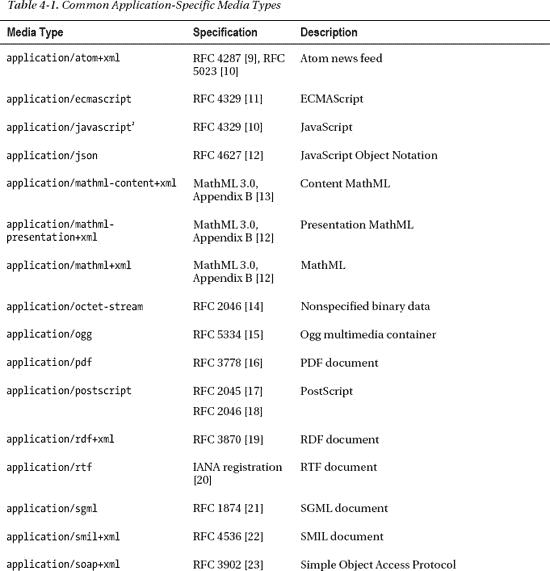 Table 4-1. Common Application-Specific Media Types
Media Type Specification Description
application/atom+xml RFC 4287 [9], RFC 5023 [10] Atom news feed
application/ecmascript RFC 4329 [11] ECMAScript
application/javascript² RFC 4329 [10] JavaScript
application/json RFC 4627 [12] JavaScript Object Notation
application/mathml-content+xml MathML 3.0, Appendix B [13] Content MathML
application/mathml-presentation+xml MathML 3.0, Appendix B [12] Presentation MathML
application/mathml+xml MathML 3.0, Appendix B [12] MathML
application/octet-stream RFC 2046 [14] Nonspecified binary data
application/ogg RFC 5334 [15] Ogg multimedia container
application/pdf RFC 3778 [16] PDF document
application/postscript RFC 2045 [17] PostScript
RFC 2046 [18]
application/rdf+xml RFC 3870 [19] RDF document
application/rtf IANA registration [20] RTF document
application/sgml RFC 1874 [21] SGML document
application/smil+xml RFC 4536 [22] SMIL document
application/soap+xml RFC 3902 [23] Simple Object Access Protocol